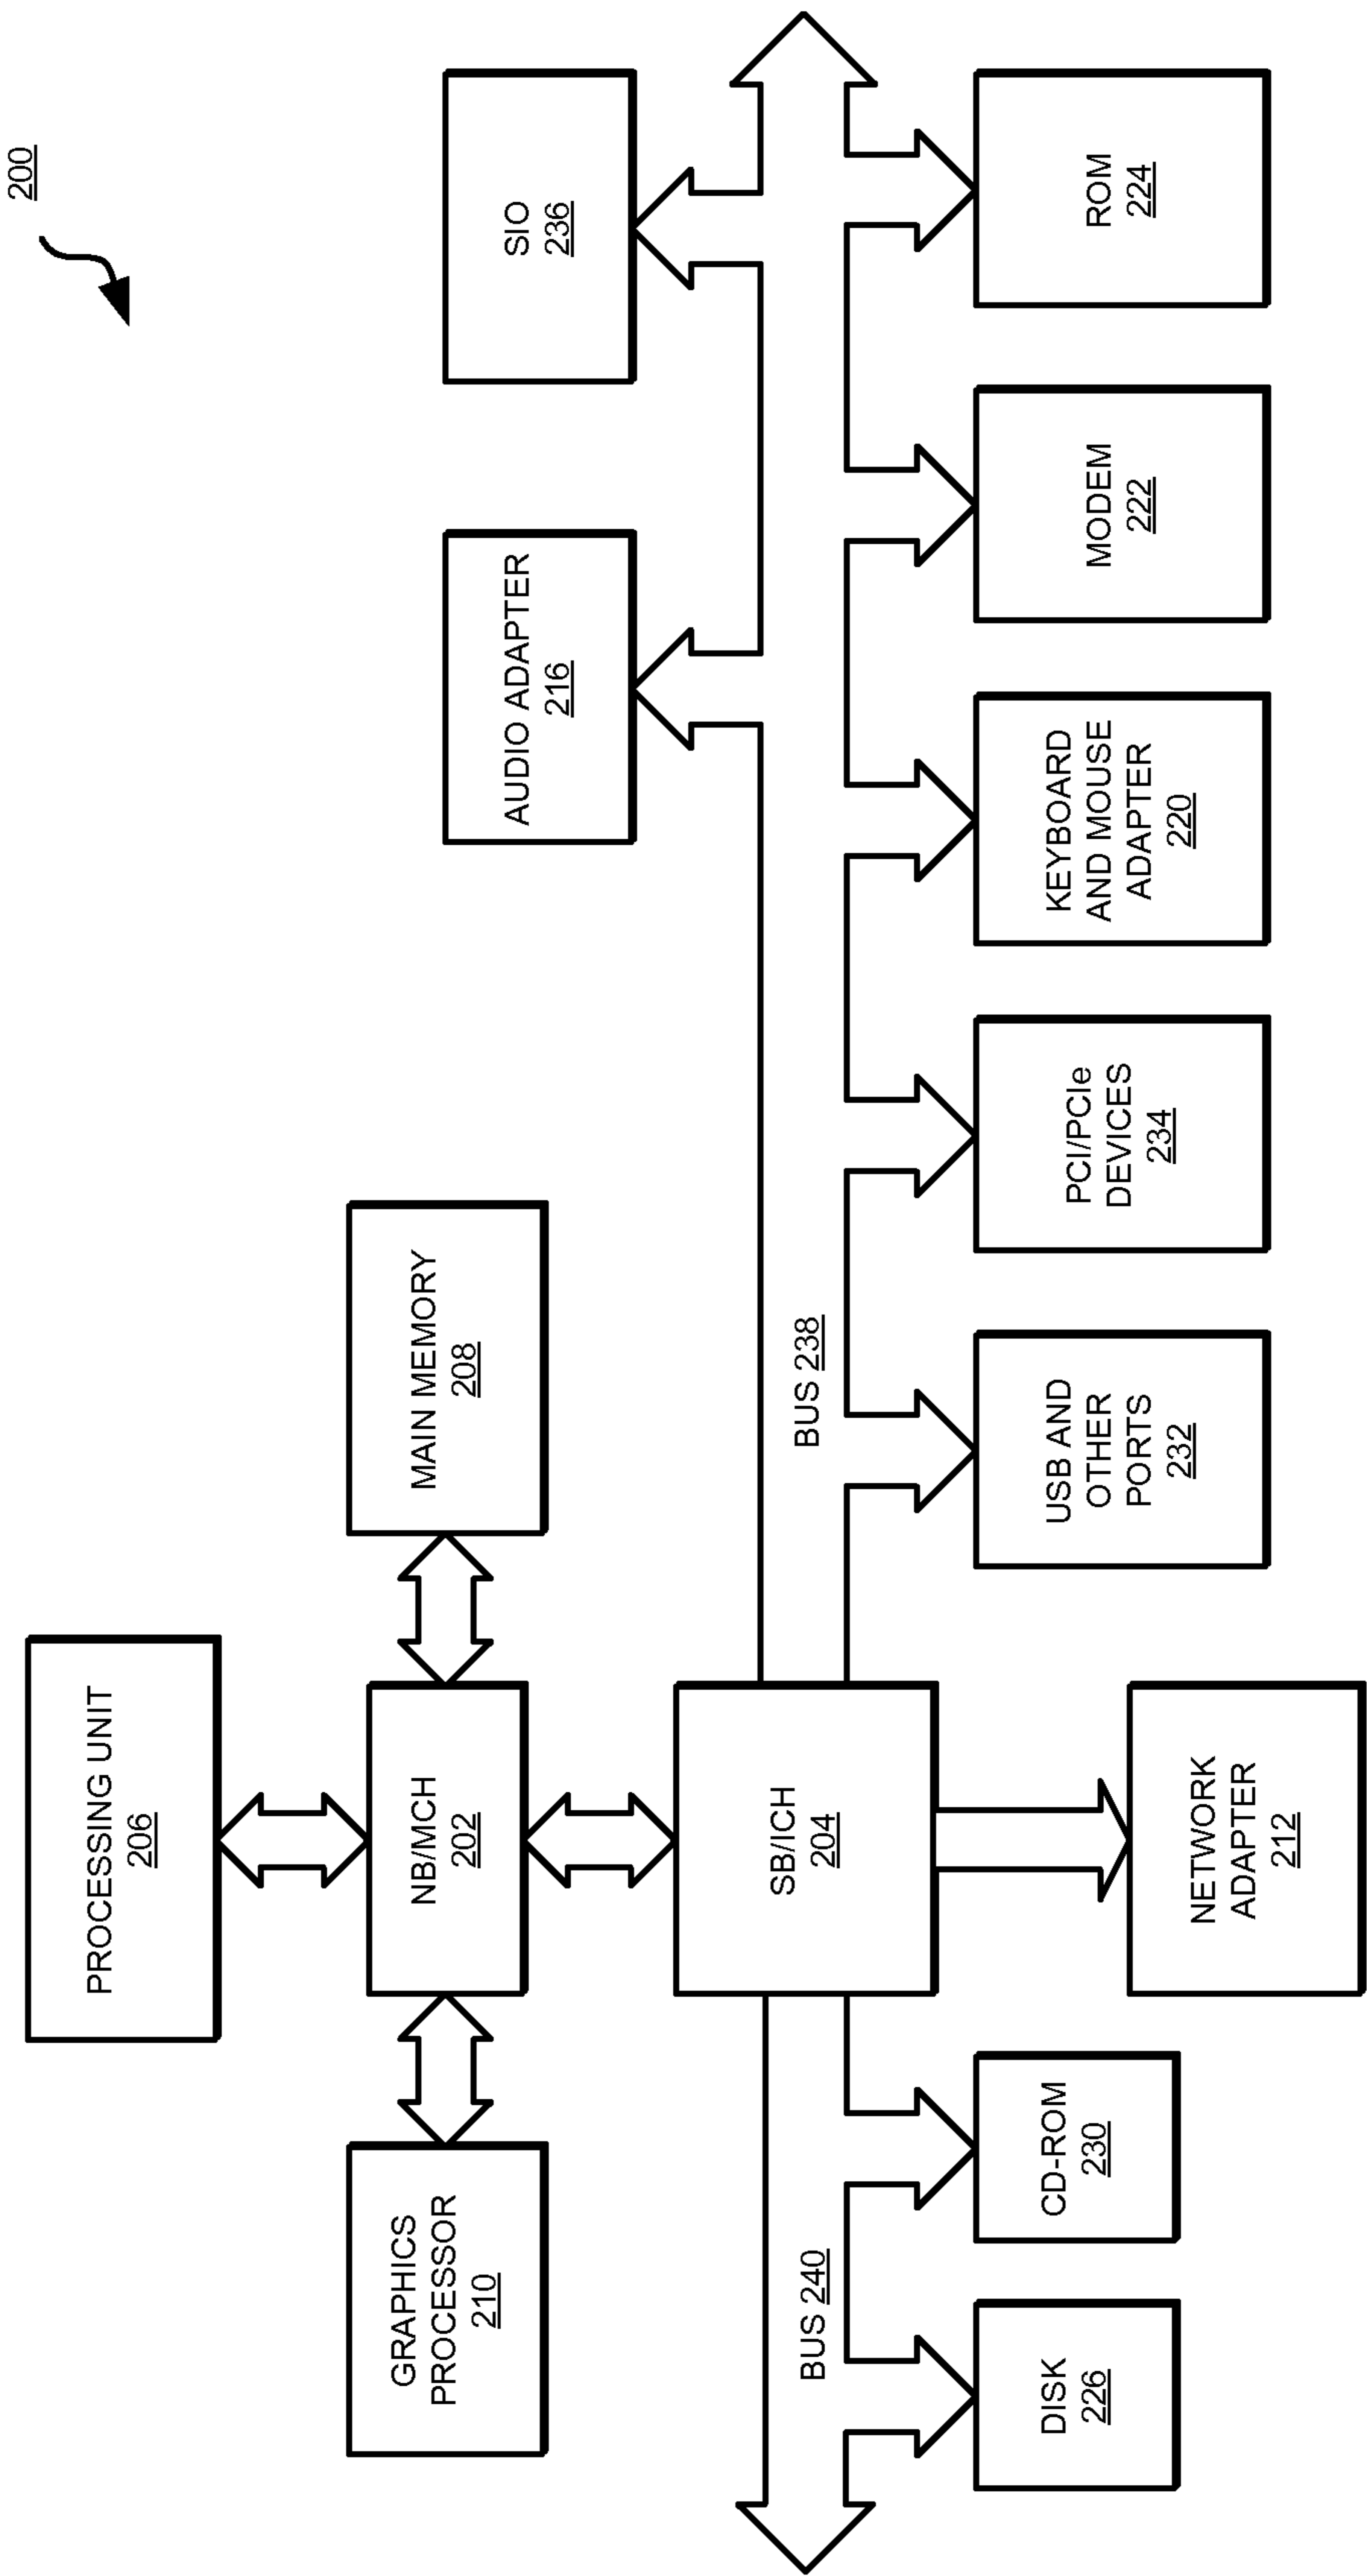 200
PROCESSING UNIT
206
GRAPHICS
PROCESSOR
210
NB/MCH
202
MAIN MEMORY
208
AUDIO ADAPTER
216
SIO
236
SB/ICH
204
BUS 240
BUS 238
DISK
226
CD-ROM
230
NETWORK
ADAPTER
212
USB AND
OTHER
PORTS
232
PCI/PCIe
DEVICES
234
KEYBOARD
AND MOUSE
ADAPTER
220
MODEM
222
ROM
224